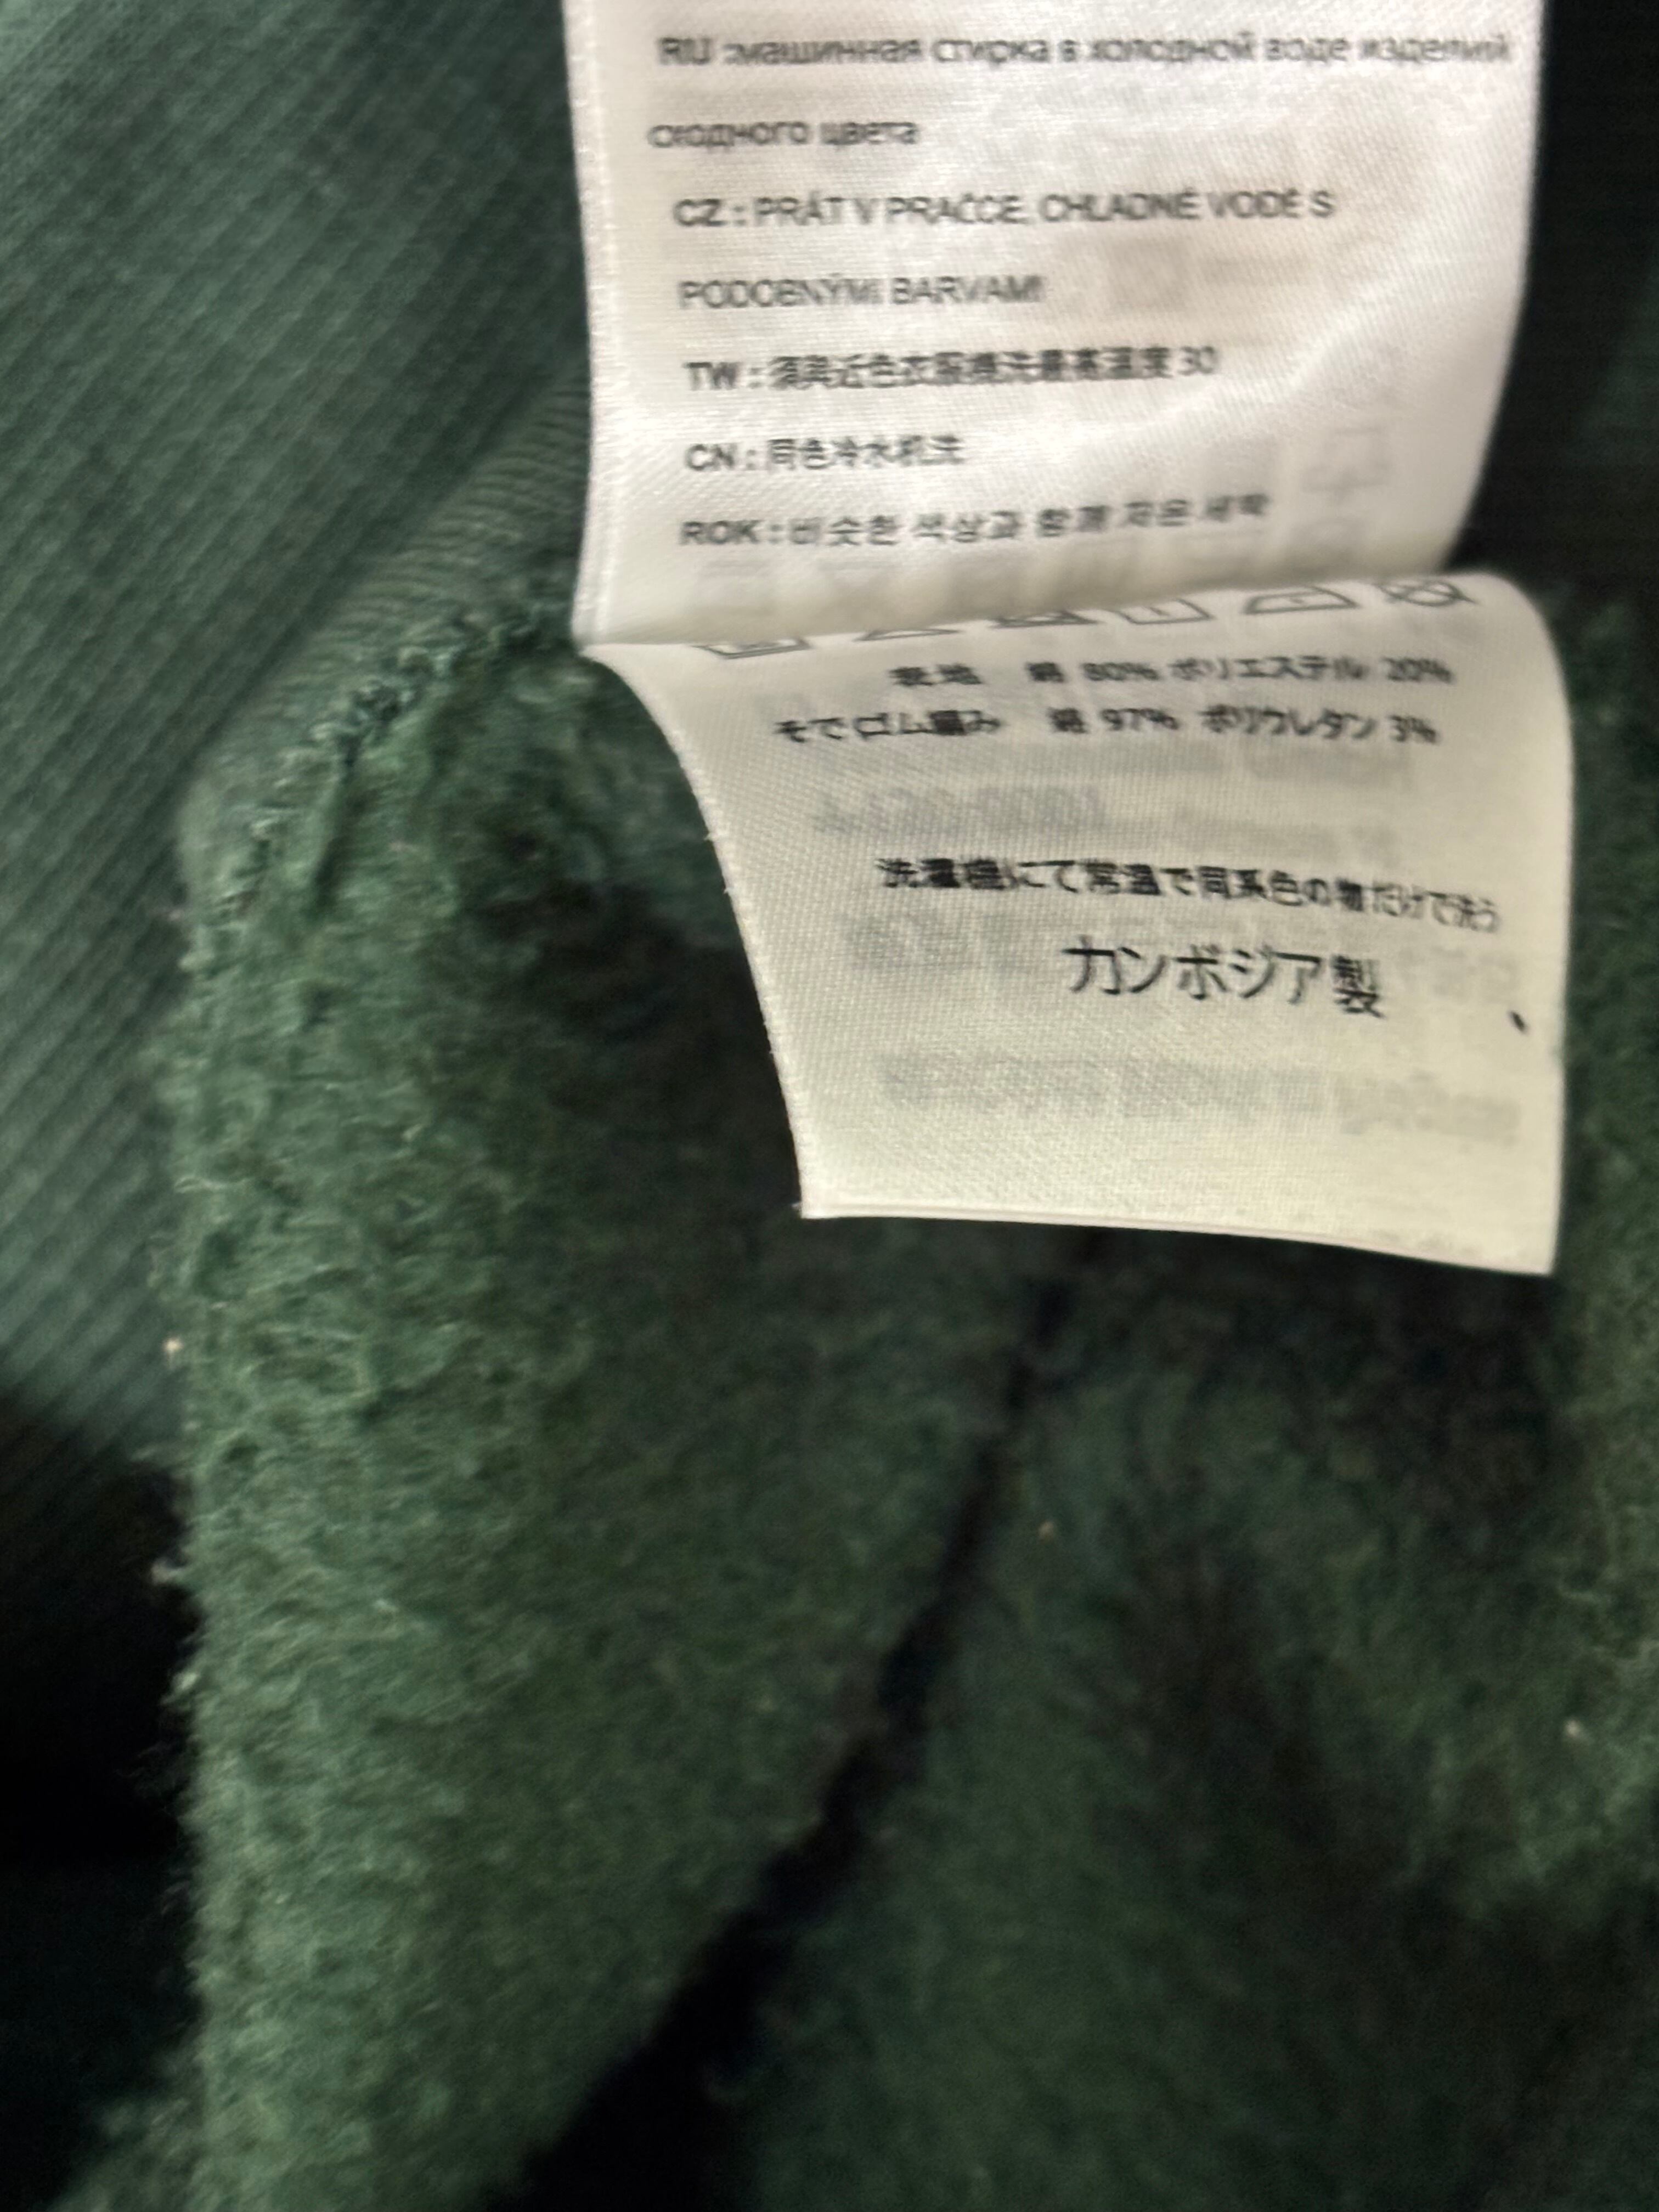 RU :машинная стирка в холодной воде изделий
сходного цвета
CZ : PRÁT V PRAČCE, CHLADNÉ VODĚ S
PODOBNÝMI BARVAMI
TW : 須與近色衣服機洗最高溫度 30
CN : 同色冷水机洗
ROK : 비슷한 색상과 함께 찬 세탁
表地 綿 80% ポリエステル 20%
そでゴム編み 綿 97% ポリウレタン 3%
洗濯機にて常温で同系色の物だけで洗う
カンボジア製